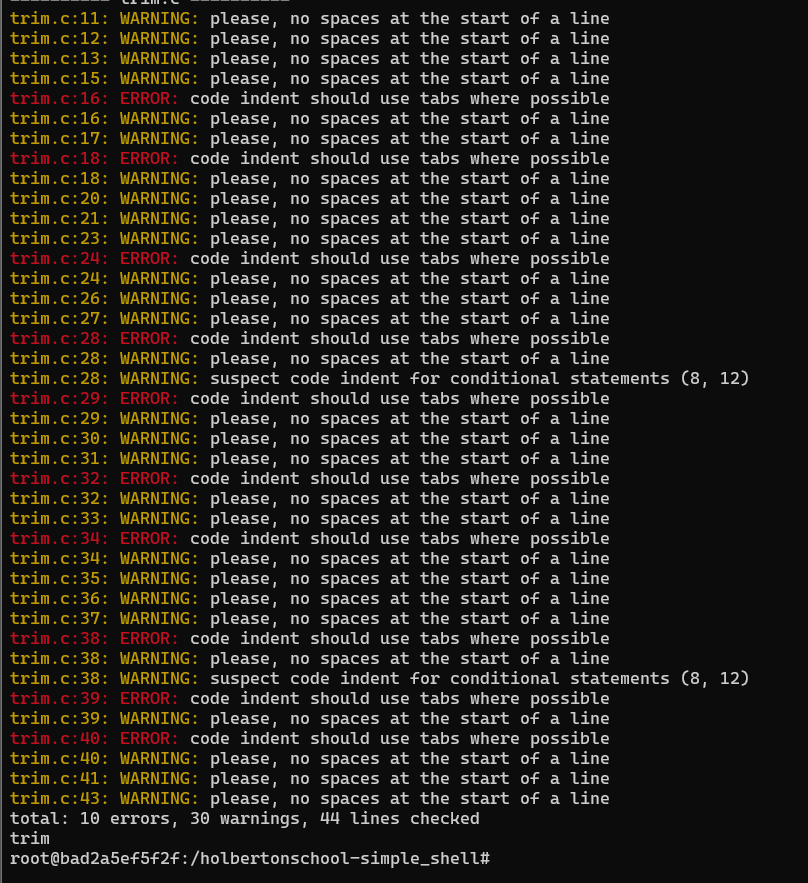 ---------- trim.c ----------
trim.c:11: WARNING: please, no spaces at the start of a line
trim.c:12: WARNING: please, no spaces at the start of a line
trim.c:13: WARNING: please, no spaces at the start of a line
trim.c:15: WARNING: please, no spaces at the start of a line
trim.c:16: ERROR: code indent should use tabs where possible
trim.c:16: WARNING: please, no spaces at the start of a line
trim.c:17: WARNING: please, no spaces at the start of a line
trim.c:18: ERROR: code indent should use tabs where possible
trim.c:18: WARNING: please, no spaces at the start of a line
trim.c:20: WARNING: please, no spaces at the start of a line
trim.c:21: WARNING: please, no spaces at the start of a line
trim.c:23: WARNING: please, no spaces at the start of a line
trim.c:24: ERROR: code indent should use tabs where possible
trim.c:24: WARNING: please, no spaces at the start of a line
trim.c:26: WARNING: please, no spaces at the start of a line
trim.c:27: WARNING: please, no spaces at the start of a line
trim.c:28: ERROR: code indent should use tabs where possible
trim.c:28: WARNING: please, no spaces at the start of a line
trim.c:28: WARNING: suspect code indent for conditional statements (8, 12)
trim.c:29: ERROR: code indent should use tabs where possible
trim.c:29: WARNING: please, no spaces at the start of a line
trim.c:30: WARNING: please, no spaces at the start of a line
trim.c:31: WARNING: please, no spaces at the start of a line
trim.c:32: ERROR: code indent should use tabs where possible
trim.c:32: WARNING: please, no spaces at the start of a line
trim.c:33: WARNING: please, no spaces at the start of a line
trim.c:34: ERROR: code indent should use tabs where possible
trim.c:34: WARNING: please, no spaces at the start of a line
trim.c:35: WARNING: please, no spaces at the start of a line
trim.c:36: WARNING: please, no spaces at the start of a line
trim.c:37: WARNING: please, no spaces at the start of a line
trim.c:38: ERROR: code indent should use tabs where possible
trim.c:38: WARNING: please, no spaces at the start of a line
trim.c:38: WARNING: suspect code indent for conditional statements (8, 12)
trim.c:39: ERROR: code indent should use tabs where possible
trim.c:39: WARNING: please, no spaces at the start of a line
trim.c:40: ERROR: code indent should use tabs where possible
trim.c:40: WARNING: please, no spaces at the start of a line
trim.c:41: WARNING: please, no spaces at the start of a line
trim.c:43: WARNING: please, no spaces at the start of a line
total: 10 errors, 30 warnings, 44 lines checked
trim
root@bad2a5ef5f2f:/holbertonschool-simple_shell#